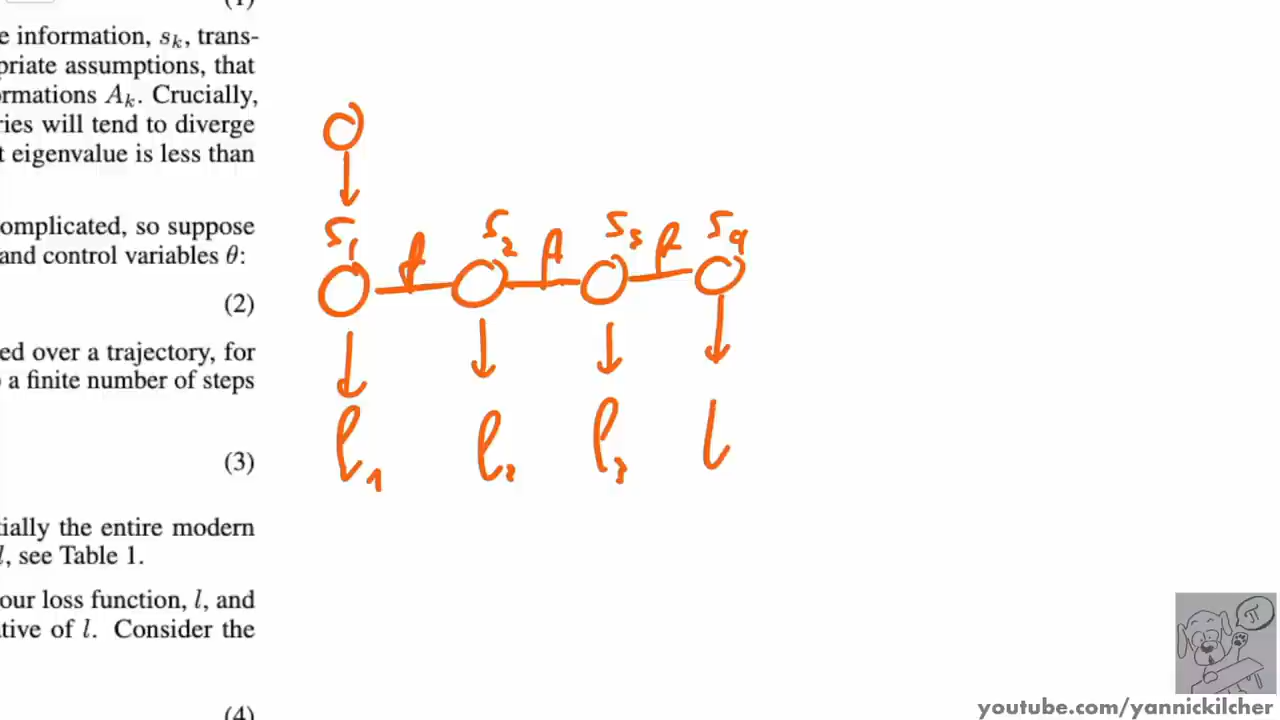 (1)
e information, sk, trans-
priate assumptions, that
ormations Ak. Crucially,
ries will tend to diverge
t eigenvalue is less than
omplicated, so suppose
and control variables θ:
(2)
ed over a trajectory, for
a finite number of steps
(3)
tially the entire modern
l, see Table 1.
our loss function, l, and
tive of l. Consider the
(4)
s1 s2 s3 s4
A A A
l1 l2 l3 l
π
youtube.com/yannickilcher